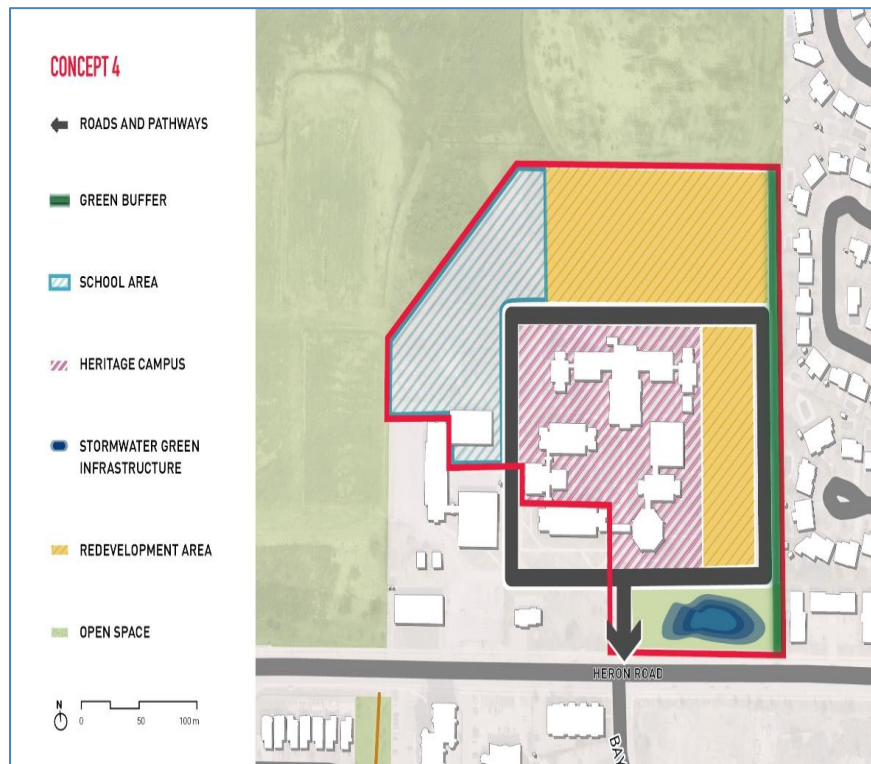 CONCEPT 4
ROADS AND PATHWAYS
GREEN BUFFER
SCHOOL AREA
HERITAGE CAMPUS
STORMWATER GREEN
INFRASTRUCTURE
REDEVELOPMENT AREA
OPEN SPACE
N
0 50 100 m
HERON ROAD
BAY